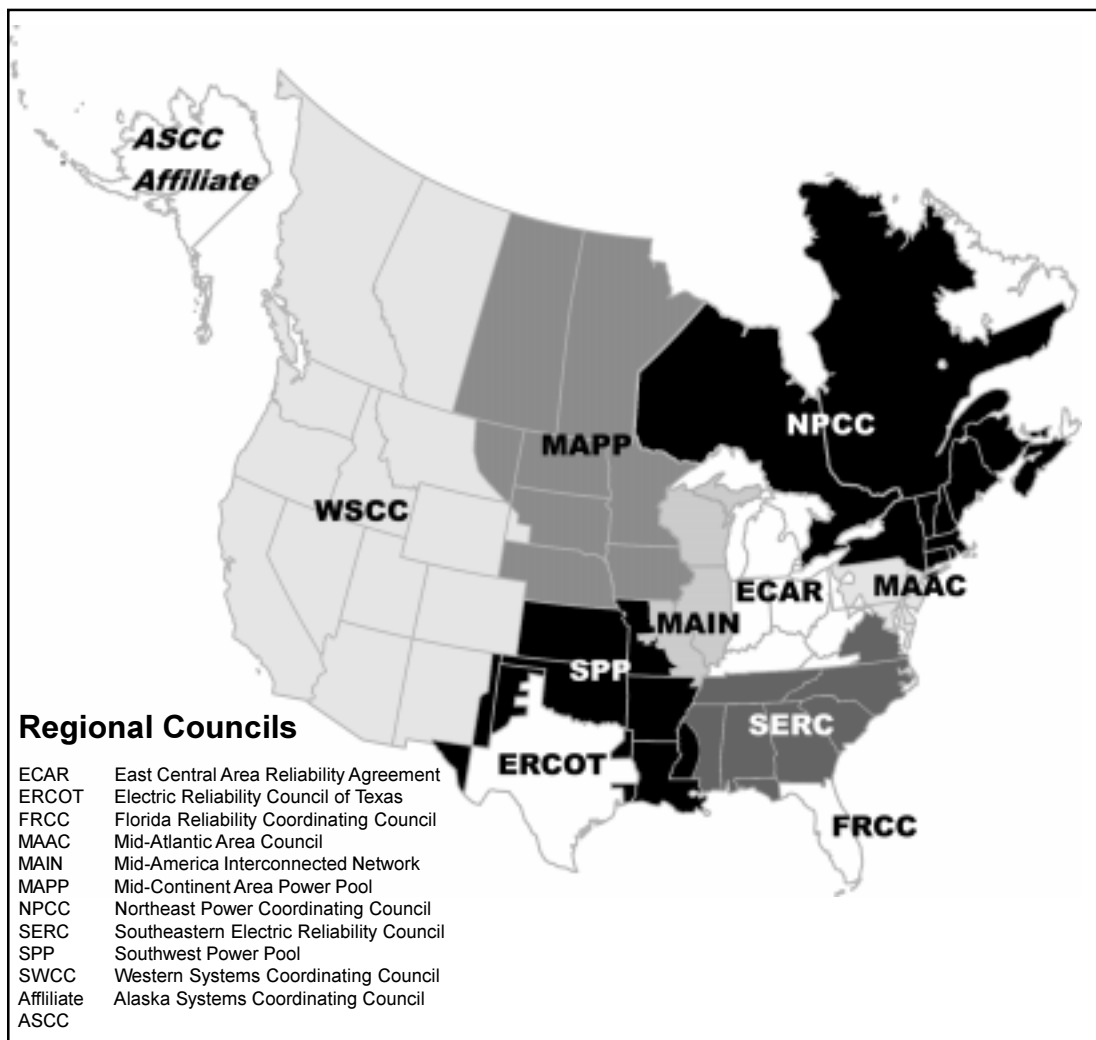 ASCC
Affiliate
NPCC
MAPP
WSCC
ECAR
MAAC
MAIN
SPP
SERC
ERCOT
FRCC
Regional Councils
ECAR East Central Area Reliability Agreement
ERCOT Electric Reliability Council of Texas
FRCC Florida Reliability Coordinating Council
MAAC Mid-Atlantic Area Council
MAIN Mid-America Interconnected Network
MAPP Mid-Continent Area Power Pool
NPCC Northeast Power Coordinating Council
SERC Southeastern Electric Reliability Council
SPP Southwest Power Pool
SWCC Western Systems Coordinating Council
Affliliate Alaska Systems Coordinating Council
ASCC